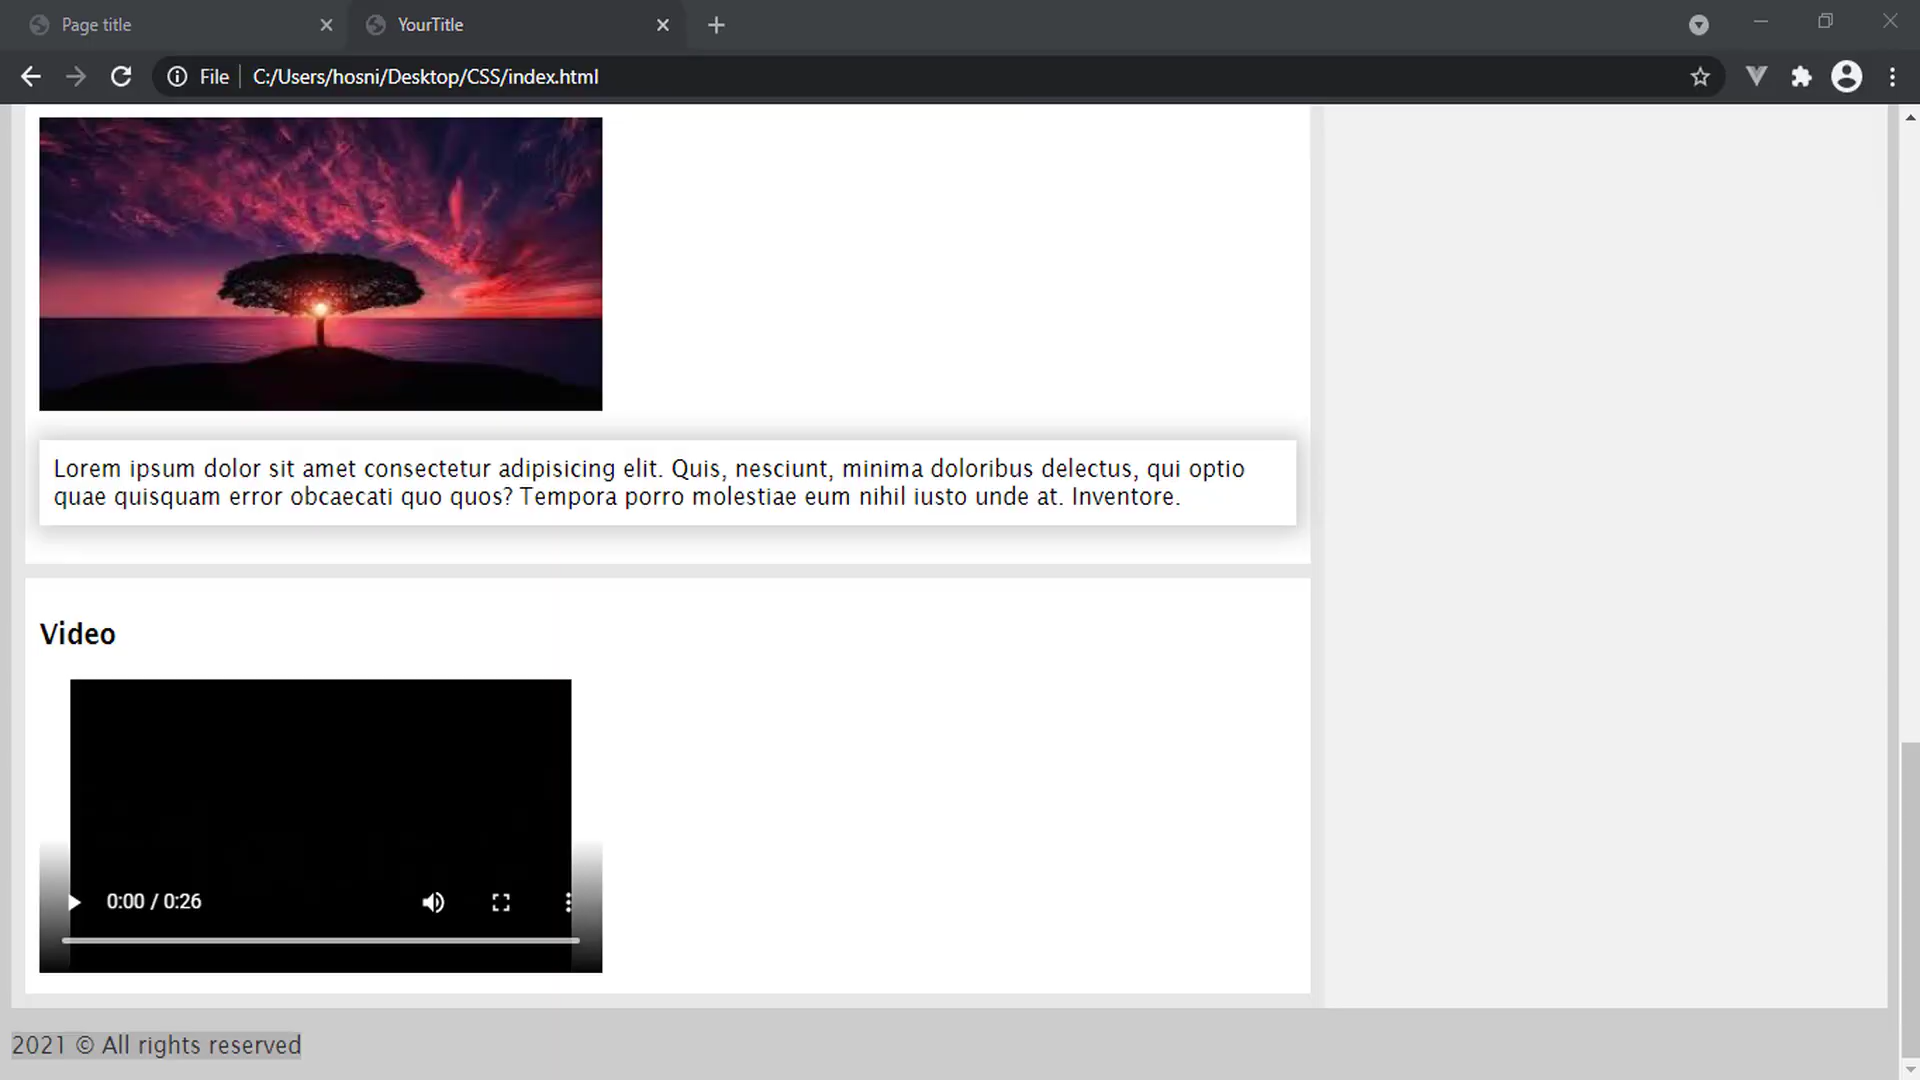 Page title
YourTitle
File
C:/Users/hosni/Desktop/CSS/index.html
Lorem ipsum dolor sit amet consectetur adipisicing elit. Quis, nesciunt, minima doloribus delectus, qui optio
quae quisquam error obcaecati quo quos? Tempora porro molestiae eum nihil iusto unde at. Inventore.
Video
0:00 / 0:26
2021 © All rights reserved